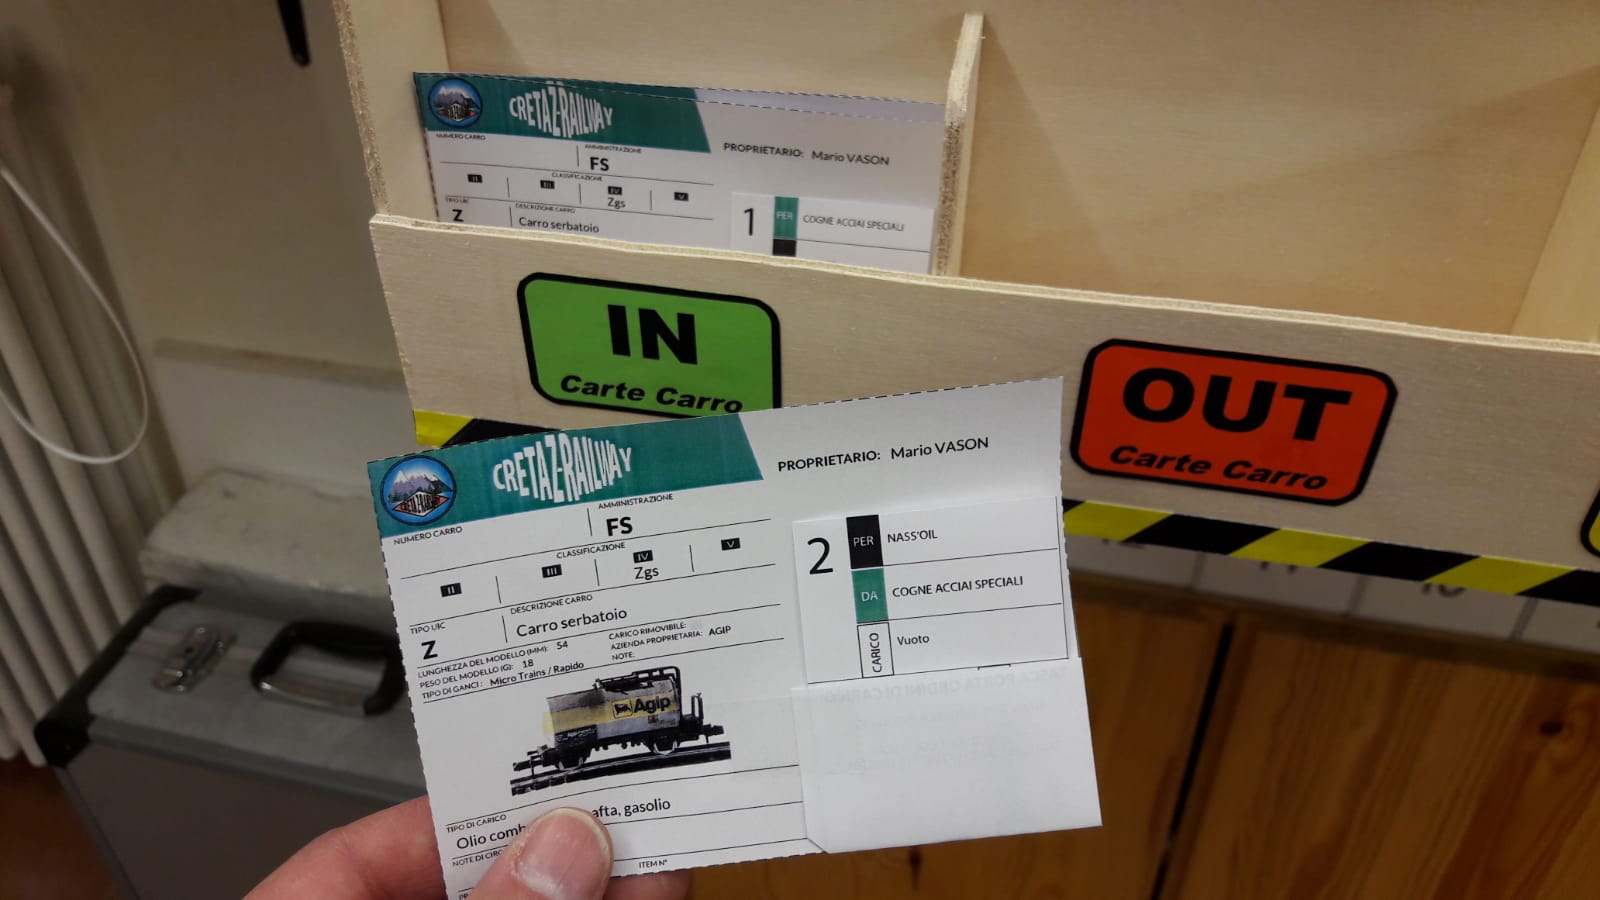 CRETAZ-RAILWAY
NUMERO CARRO
AMMINISTRAZIONE
FS
PROPRIETARIO: Mario VASON
CLASSIFICAZIONE
II III IV V
Zgs
TIPO UIC
Z
DESCRIZIONE CARRO
Carro serbatoio
1 PER COGNE ACCIAI SPECIALI
IN
Carte Carro
OUT
Carte Carro
CRETAZ-RAILWAY
NUMERO CARRO
AMMINISTRAZIONE
FS
PROPRIETARIO: Mario VASON
CLASSIFICAZIONE
II III IV V
Zgs
TIPO UIC
Z
DESCRIZIONE CARRO
Carro serbatoio
LUNGHEZZA DEL MODELLO (MM): 54
PESO DEL MODELLO (G): 18
TIPO DI GANCI: Micro Trains / Rapido
CARICO RIMOVIBILE:
AZIENDA PROPRIETARIA: AGIP
NOTE:
Agip
2 PER NASS'OIL
DA COGNE ACCIAI SPECIALI
CARICO Vuoto
TIPO DI CARICO
Olio comb afta, gasolio
NOTE DI CIRC
ITEM N°